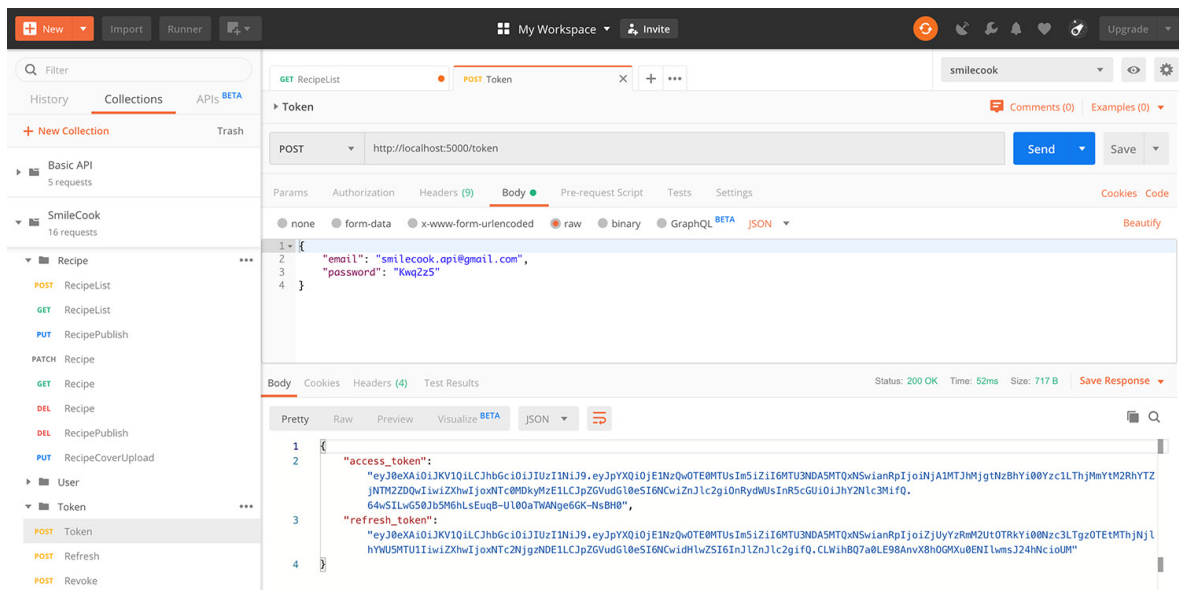 New Import Runner My Workspace Invite Upgrade
Filter
History Collections APIs BETA
+ New Collection Trash
Basic API
5 requests
SmileCook
16 requests
Recipe
POST RecipeList
GET RecipeList
PUT RecipePublish
PATCH Recipe
GET Recipe
DEL Recipe
DEL RecipePublish
PUT RecipeCoverUpload
User
Token
POST Token
POST Refresh
POST Revoke
GET RecipeList POST Token smilecook
Token Comments (0) Examples (0)
POST http://localhost:5000/token Send Save
Params Authorization Headers (9) Body Pre-request Script Tests Settings Cookies Code
none form-data x-www-form-urlencoded raw binary GraphQL BETA JSON Beautify
1 {
2 "email": "smilecook.api@gmail.com",
3 "password": "Kwq2z5"
4 }
Body Cookies Headers (4) Test Results Status: 200 OK Time: 52ms Size: 717 B Save Response
Pretty Raw Preview Visualize BETA JSON
1 {
2 "access_token":
"eyJ0eXAiOiJKV1QiLCJhbGciOiJIUzI1NiJ9.eyJpYXQiOjE1NzQwOTE0MTUsIm5iZiI6MTU3NDA5MTQxNSwianRpIjoiNjA1MTJhMjgtNzBhYi00Yzc1LThjMmYtM2RhYTZ
jNTM2ZDQwIiwiZXhwIjoxNTc0MDkyMzE1LCJpZGVudGl0eSI6NCwiZnJlc2giOnRydWUsInR5cGUiOiJhY2Nlc3MifQ.
64wSILwG50Jb5M6hLsEuqB-Ul0OaTWANge6GK-NsBH0",
3 "refresh_token":
"eyJ0eXAiOiJKV1QiLCJhbGciOiJIUzI1NiJ9.eyJpYXQiOjE1NzQwOTE0MTUsIm5iZiI6MTU3NDA5MTQxNSwianRpIjoiZjUyYzRmM2UtOTRkYi00Nzc3LTgzOTEtMThjNjl
hYWU5MTU1IiwiZXhwIjoxNTc2NjgzNDE1LCJpZGVudGl0eSI6NCwidHlwZSI6InJlZnJlc2gifQ.CLWihBQ7a0LE98AnvX8hOGMXu0ENIlwmsJ24hNcioUM"
4 }